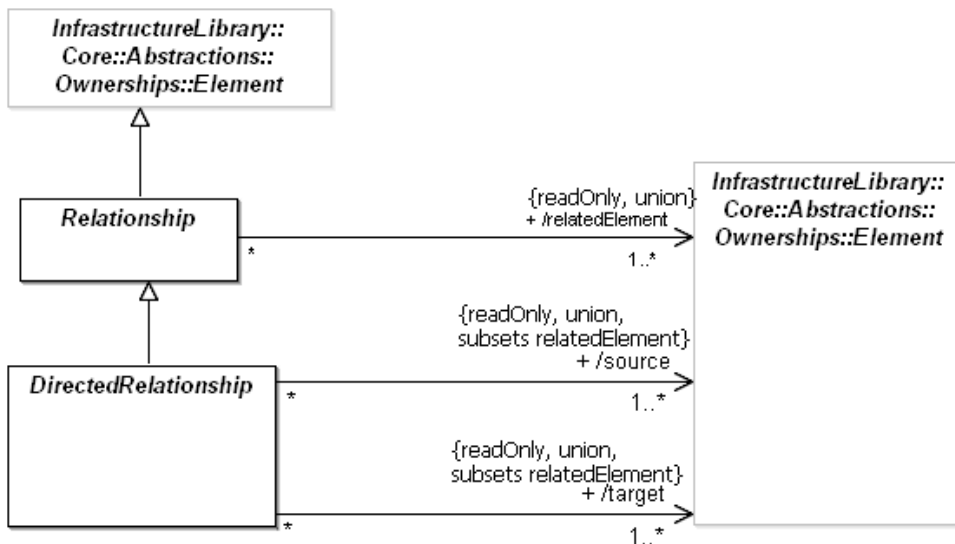 InfrastructureLibrary::
Core::Abstractions::
Ownerships::Element
Relationship
{readOnly, union}
+ /relatedElement
*
1..*
InfrastructureLibrary::
Core::Abstractions::
Ownerships::Element
DirectedRelationship
{readOnly, union,
subsets relatedElement}
+ /source
*
1..*
{readOnly, union,
subsets relatedElement}
+ /target
*
1..*